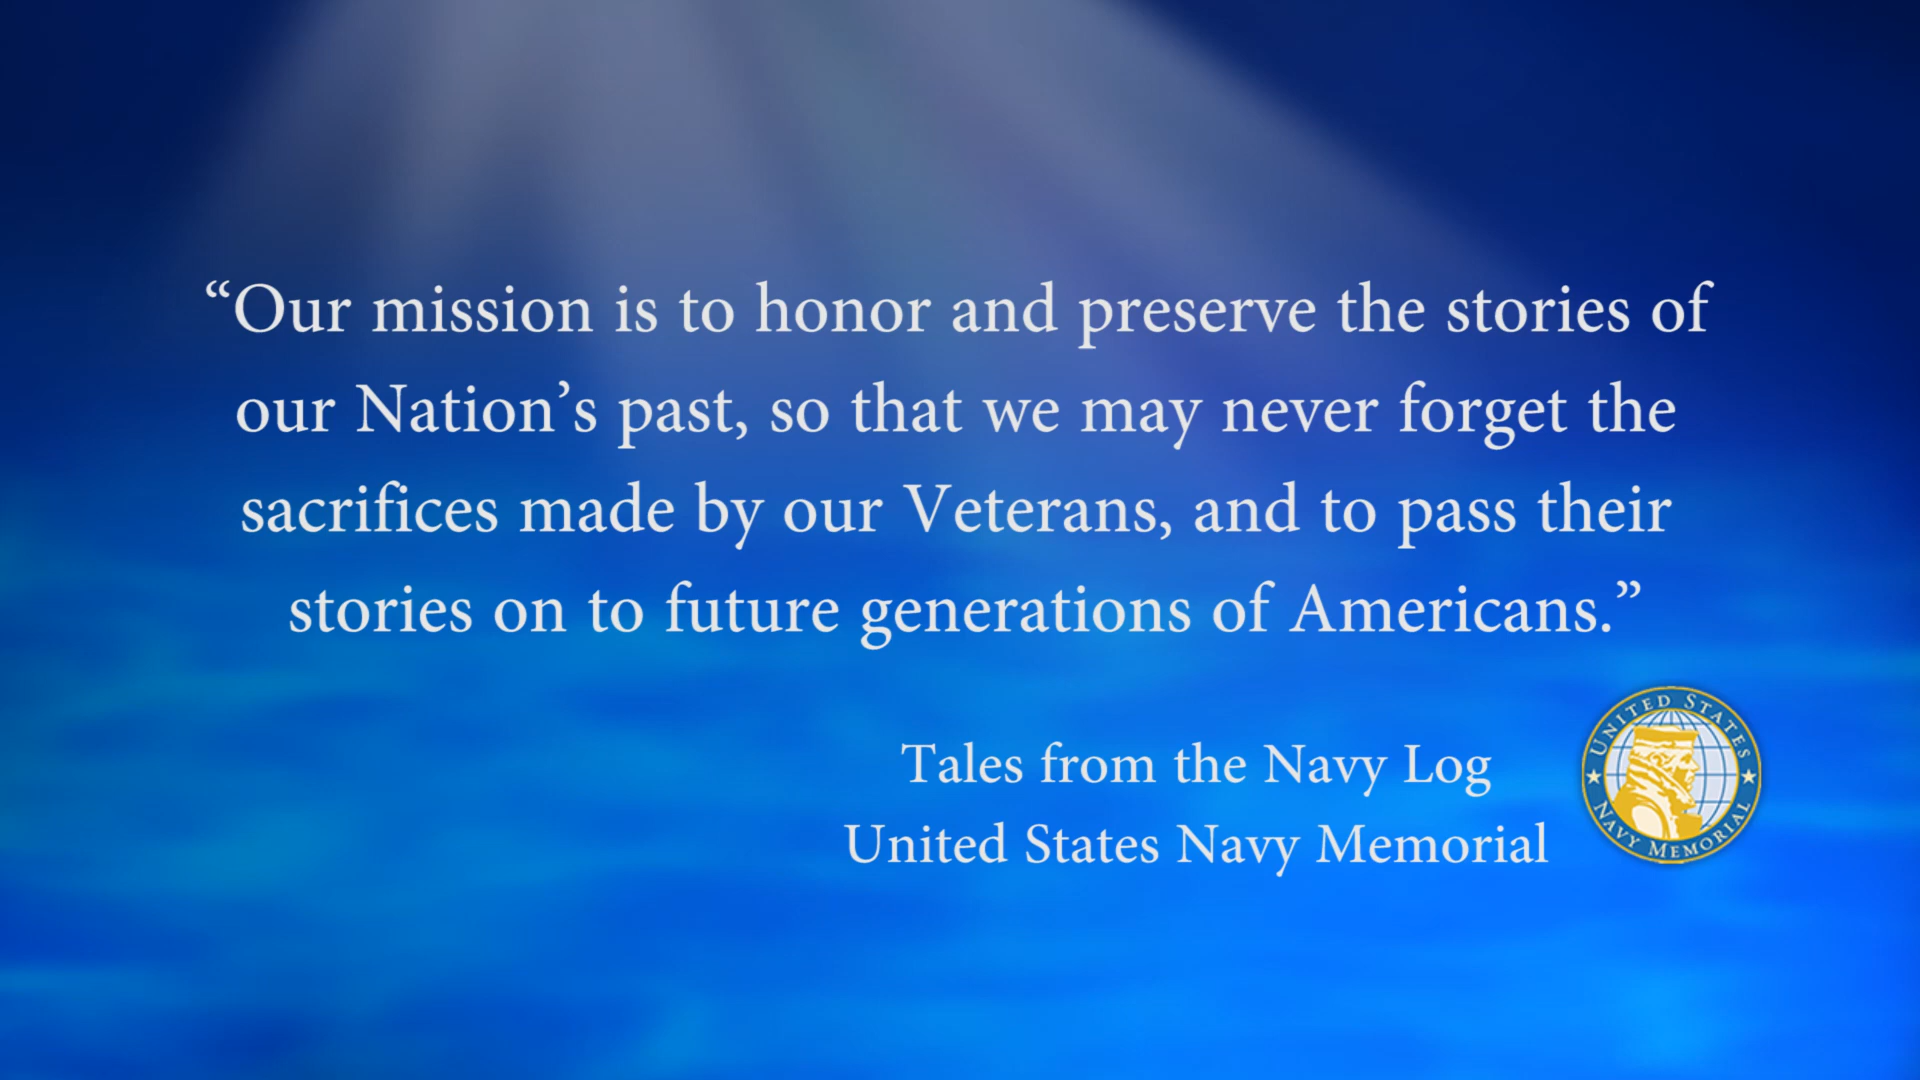 “Our mission is to honor and preserve the stories of
our Nation’s past, so that we may never forget the
sacrifices made by our Veterans, and to pass their
stories on to future generations of Americans.”
Tales from the Navy Log
United States Navy Memorial
UNITED STATES
NAVY MEMORIAL